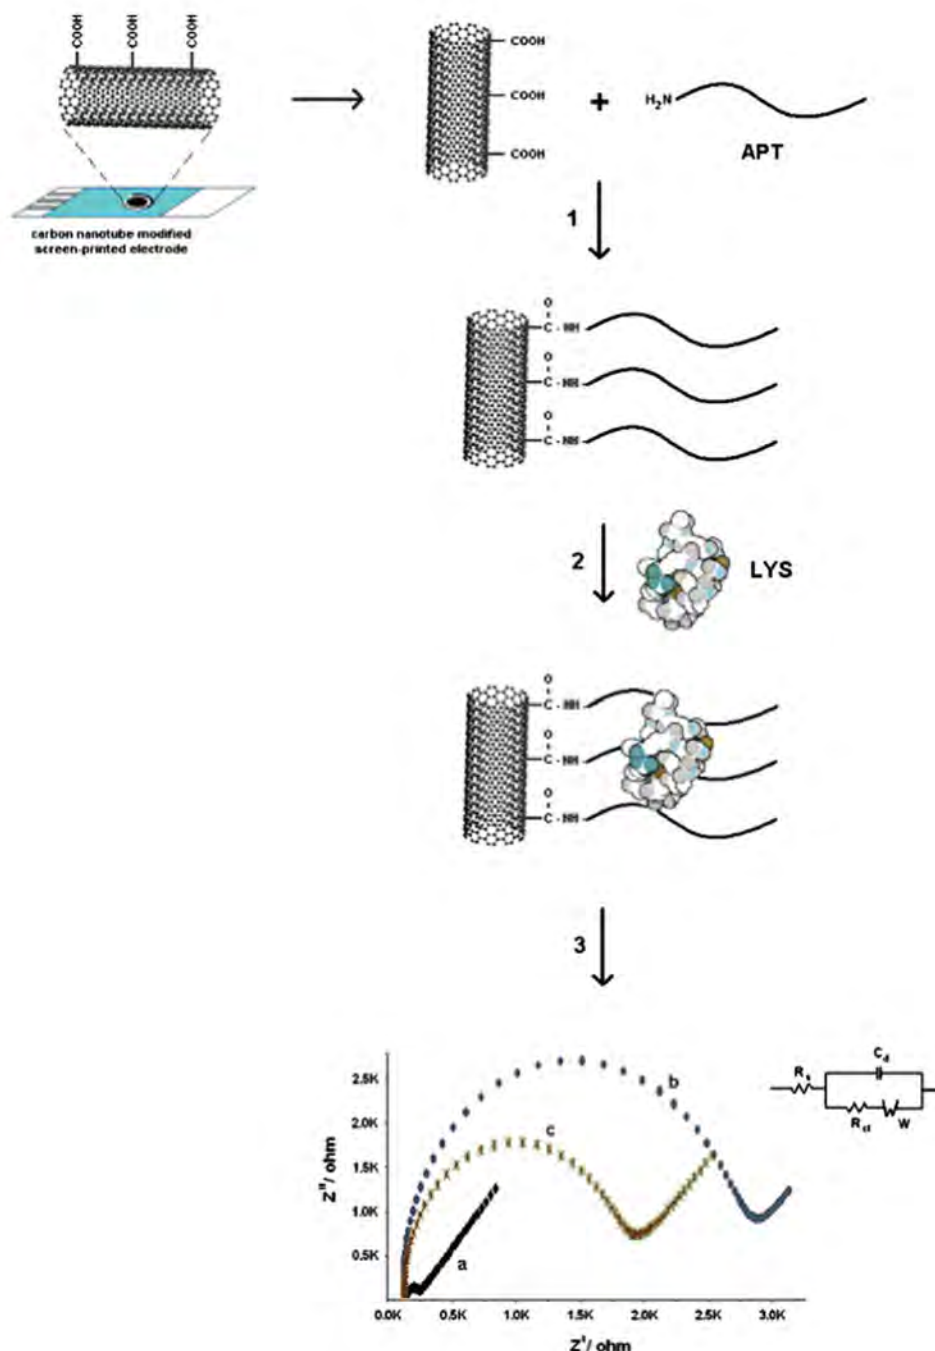 COOH COOH COOH
carbon nanotube modified
screen-printed electrode
COOH
COOH
COOH
+
H2N
APT
1
O
C - NH
O
C - NH
O
C - NH
2
LYS
O
C - NH
O
C - NH
O
C - NH
3
2.5K
2.0K
1.5K
1.0K
0.5K
Z''/ ohm
a
b
c
0.0K 0.5K 1.0K 1.5K 2.0K 2.5K 3.0K
Z'/ ohm
Rs
Cd
Rct
W